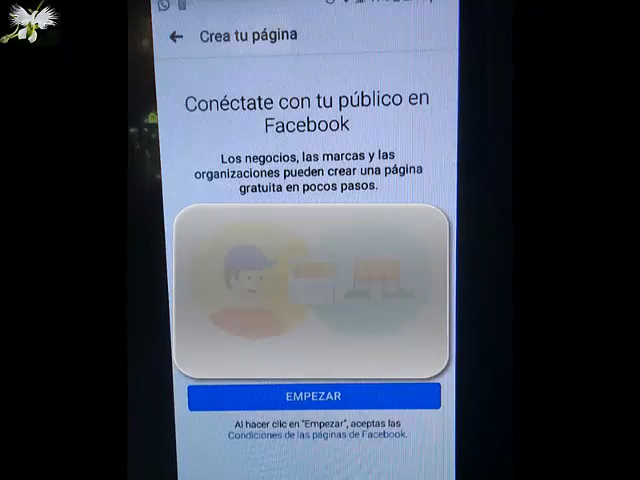 Crea tu página
Conéctate con tu público en
Facebook
Los negocios, las marcas y las
organizaciones pueden crear una página
gratuita en pocos pasos.
EMPEZAR
Al hacer clic en "Empezar", aceptas las
Condiciones de las páginas de Facebook.